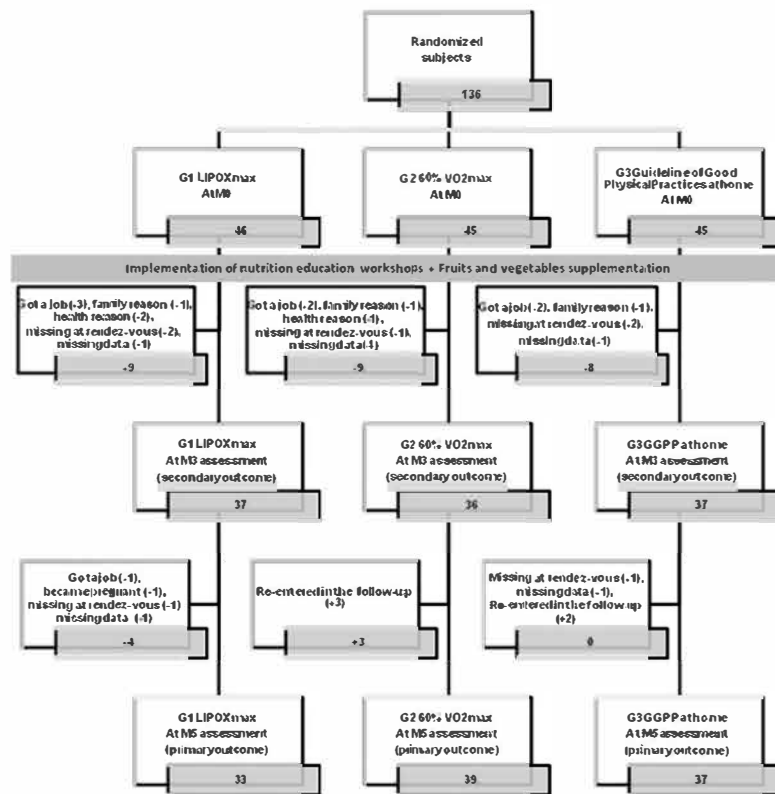 Randomized
subjects
136
G1 LIPOXmax
At M0
46
G2 60% VO2max
At M0
45
G3 Guideline of Good
Physical Practices at home
At M0
45
Implementation of nutrition education workshops + Fruits and vegetables supplementation
Got a job (-3), family reason (-1),
health reason (-2),
missing at rendez-vous (-2),
missing data (-1)
-9
Got a job (-2), family reason (-1),
health reason (-1),
missing at rendez-vous (-1),
missing data (-1)
-9
Got a job (-2), family reason (-1),
missing at rendez-vous (-2),
missing data (-1)
-8
G1 LIPOXmax
At M3 assessment
(secondary outcome)
37
G2 60% VO2max
At M3 assessment
(secondary outcome)
36
G3 GGPP at home
At M3 assessment
(secondary outcome)
37
Got a job (-1),
became pregnant (-1),
missing at rendez-vous (-1)
missing data (-1)
-4
Re-entered in the follow-up
(+3)
+3
Missing at rendez-vous (-1),
missing data (-1),
Re-entered in the follow-up
(+2)
0
G1 LIPOXmax
At M5 assessment
(primary outcome)
33
G2 60% VO2max
At M5 assessment
(primary outcome)
39
G3 GGPP at home
At M5 assessment
(primary outcome)
37